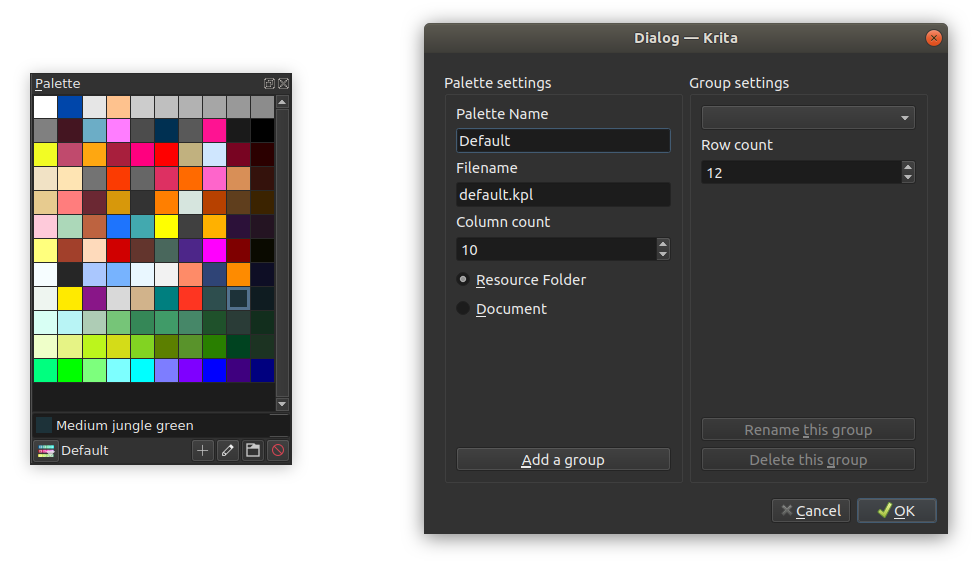 Palette
Medium jungle green
Default
Dialog — Krita
Palette settings
Palette Name
Default
Filename
default.kpl
Column count
10
Resource Folder
Document
Add a group
Group settings
Row count
12
Rename this group
Delete this group
Cancel
OK